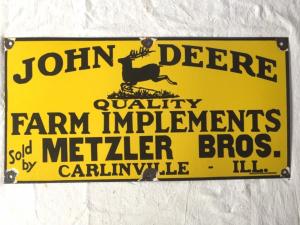 JOHN DEERE
QUALITY
FARM IMPLEMENTS
Sold by METZLER BROS.
CARLINVILLE - ILL.